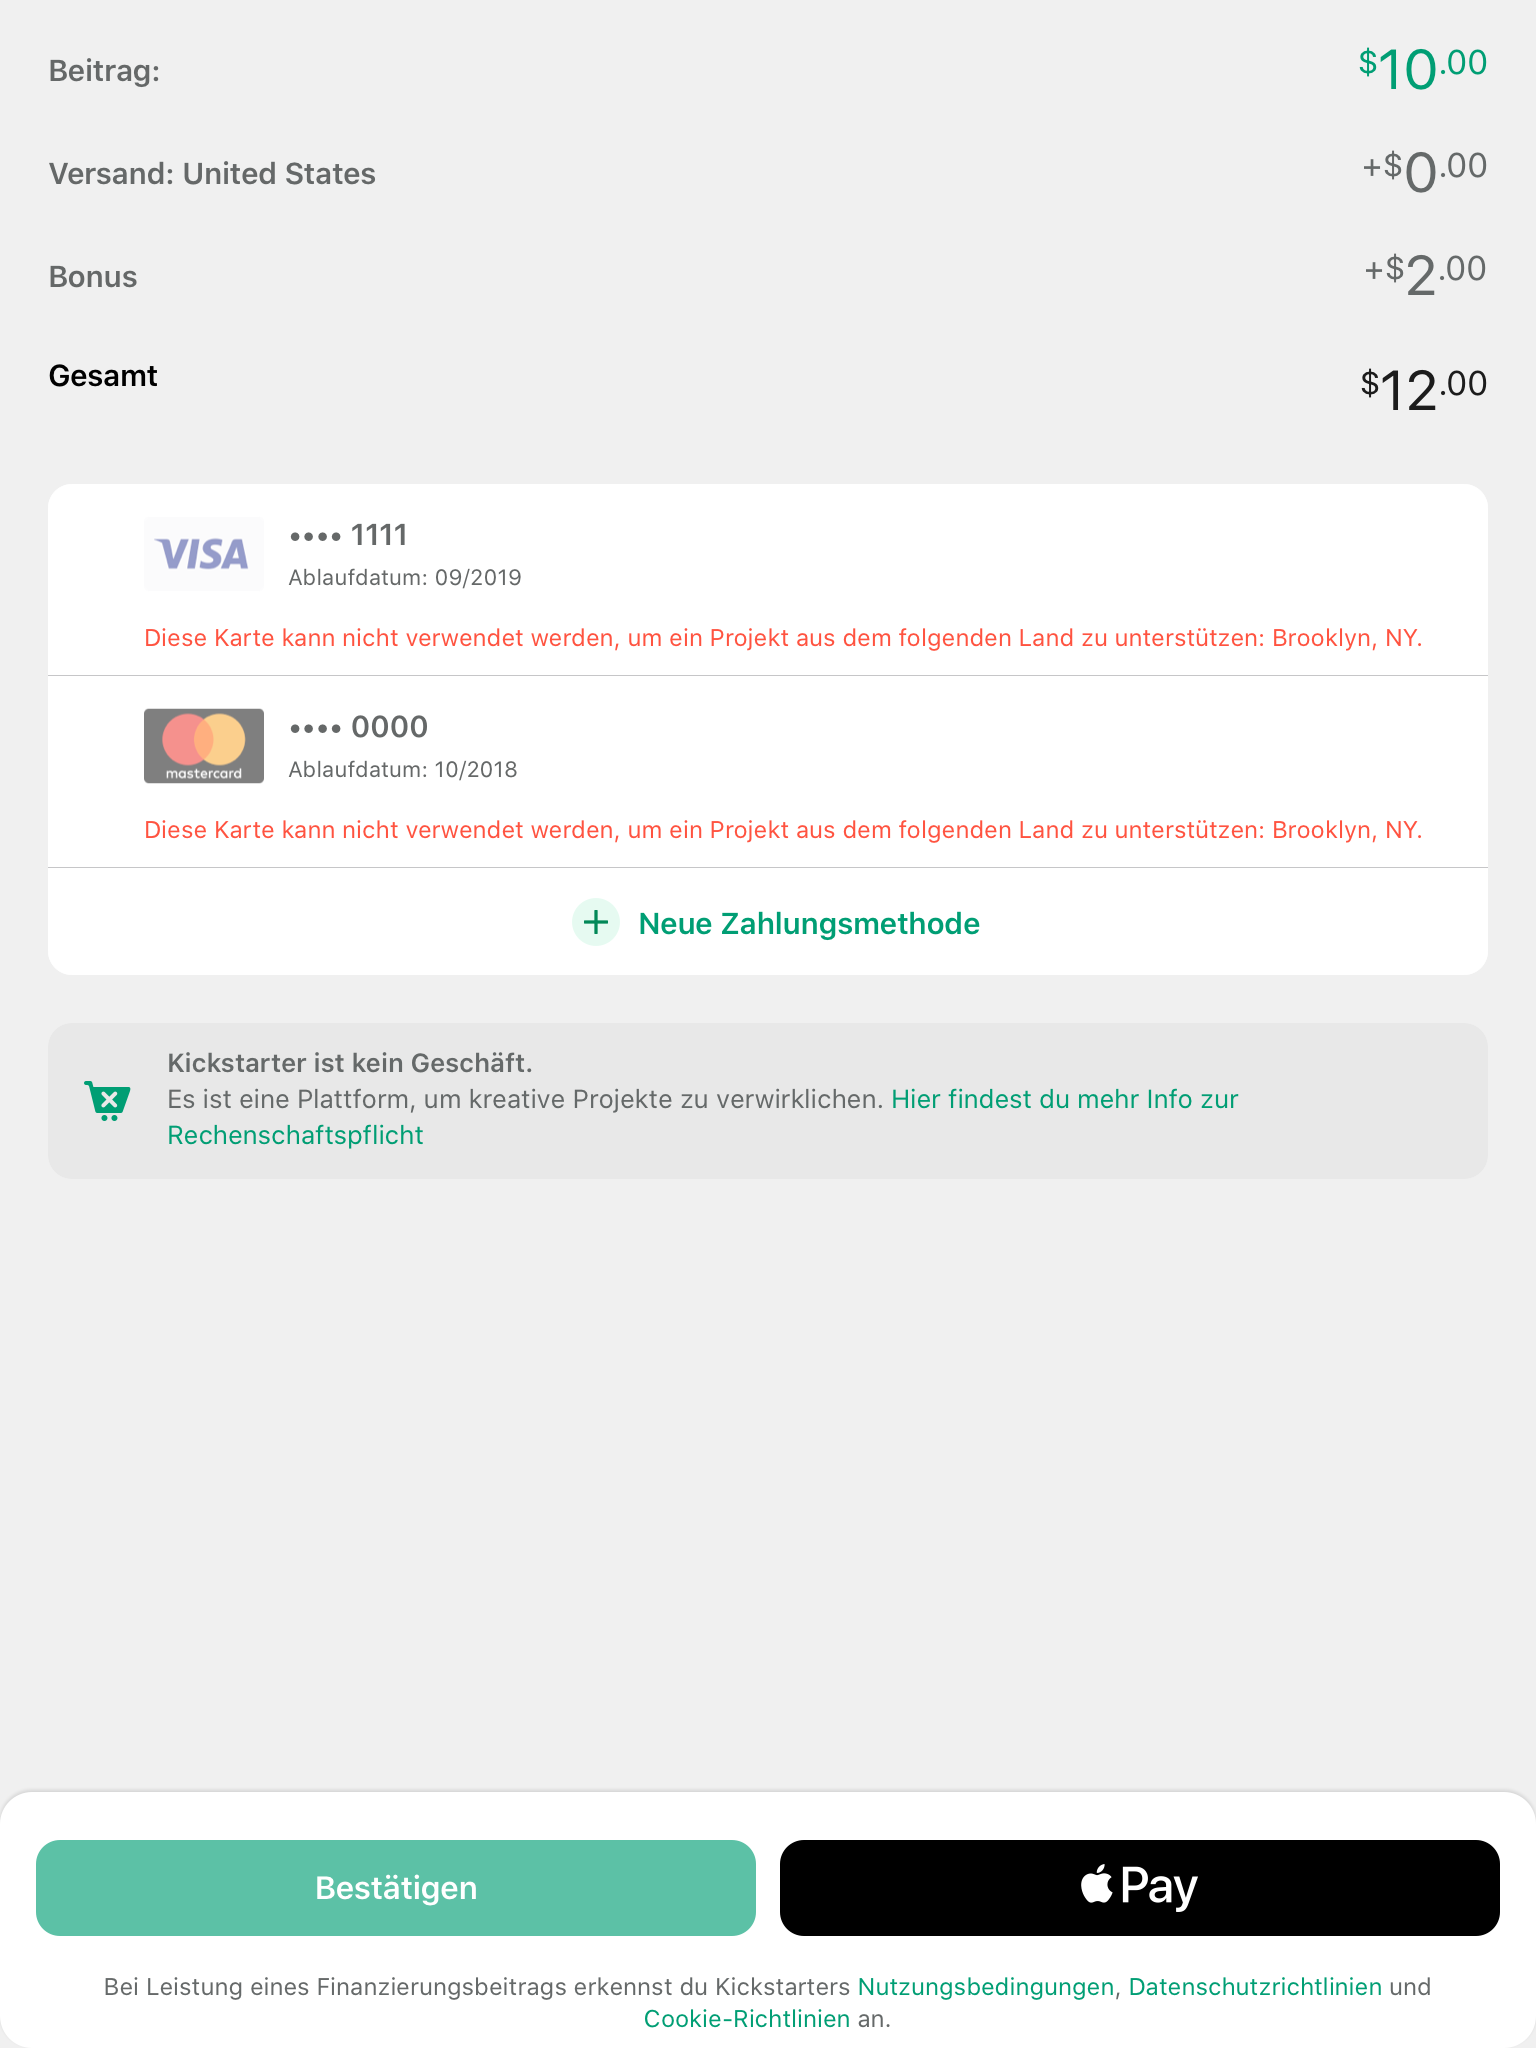 Beitrag:
$10.00
Versand: United States
+$0.00
Bonus
+$2.00
Gesamt
$12.00
VISA
•••• 1111
Ablaufdatum: 09/2019
Diese Karte kann nicht verwendet werden, um ein Projekt aus dem folgenden Land zu unterstützen: Brooklyn, NY.
mastercard
•••• 0000
Ablaufdatum: 10/2018
Diese Karte kann nicht verwendet werden, um ein Projekt aus dem folgenden Land zu unterstützen: Brooklyn, NY.
Neue Zahlungsmethode
Kickstarter ist kein Geschäft.
Es ist eine Plattform, um kreative Projekte zu verwirklichen. Hier findest du mehr Info zur
Rechenschaftspflicht
Bestätigen
Pay
Bei Leistung eines Finanzierungsbeitrags erkennst du Kickstarters Nutzungsbedingungen, Datenschutzrichtlinien und
Cookie-Richtlinien an.